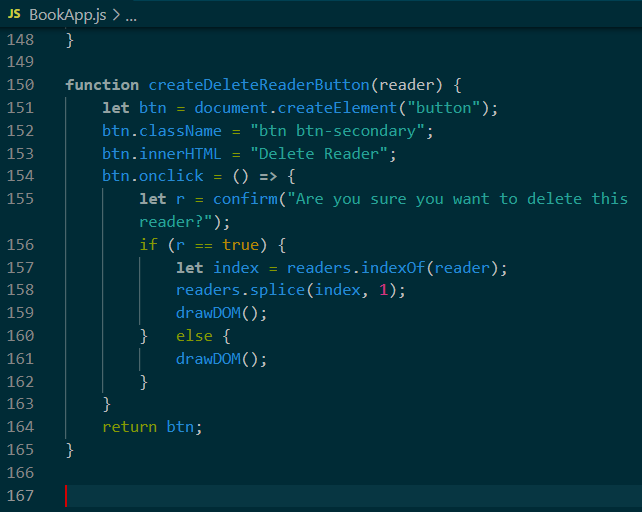 JS BookApp.js > ...
148 }
149
150 function createDeleteReaderButton(reader) {
151     let btn = document.createElement("button");
152     btn.className = "btn btn-secondary";
153     btn.innerHTML = "Delete Reader";
154     btn.onclick = () => {
155         let r = confirm("Are you sure you want to delete this
        reader?");
156         if (r == true) {
157             let index = readers.indexOf(reader);
158             readers.splice(index, 1);
159             drawDOM();
160         }   else {
161             drawDOM();
162         }
163     }
164     return btn;
165 }
166
167